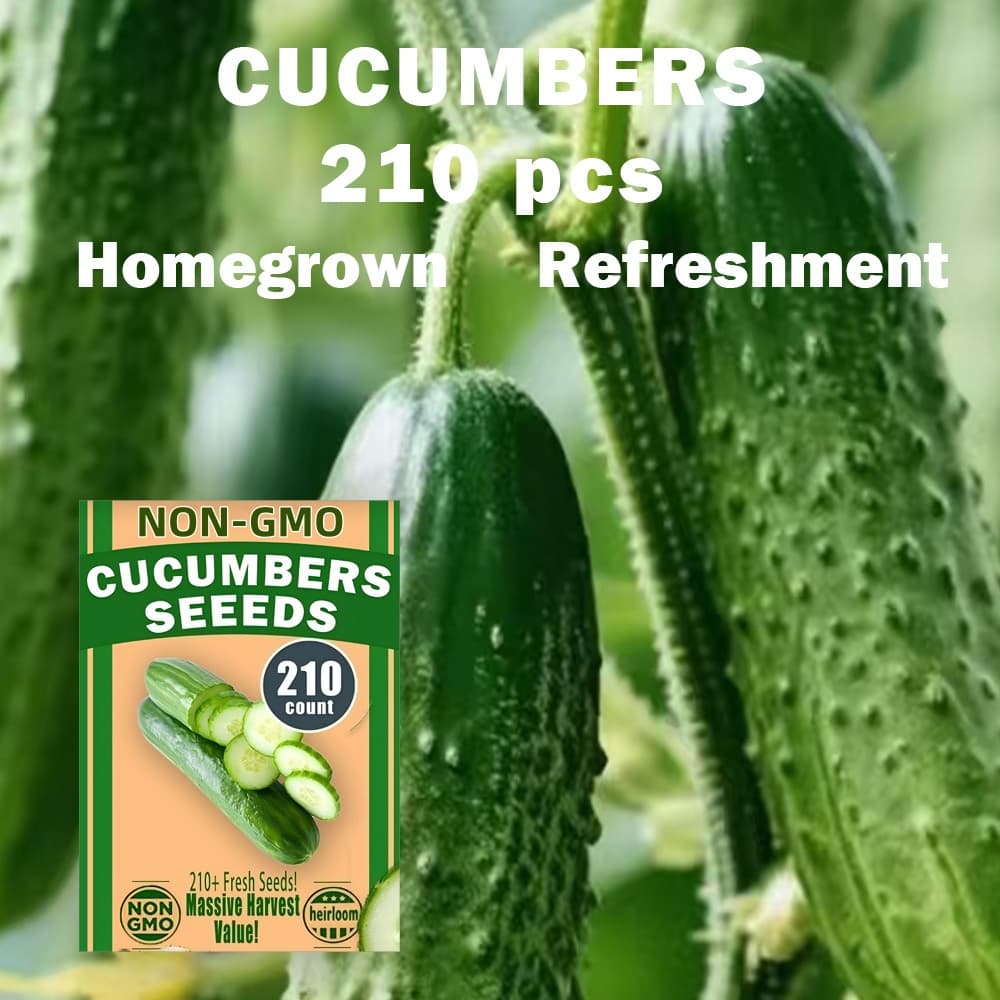 CUCUMBERS
210 pcs
Homegrown Refreshment
NON-GMO
CUCUMBERS
SEEEDS
210
count
210+ Fresh Seeds!
Massive Harvest
Value!
NON
GMO
heirloom